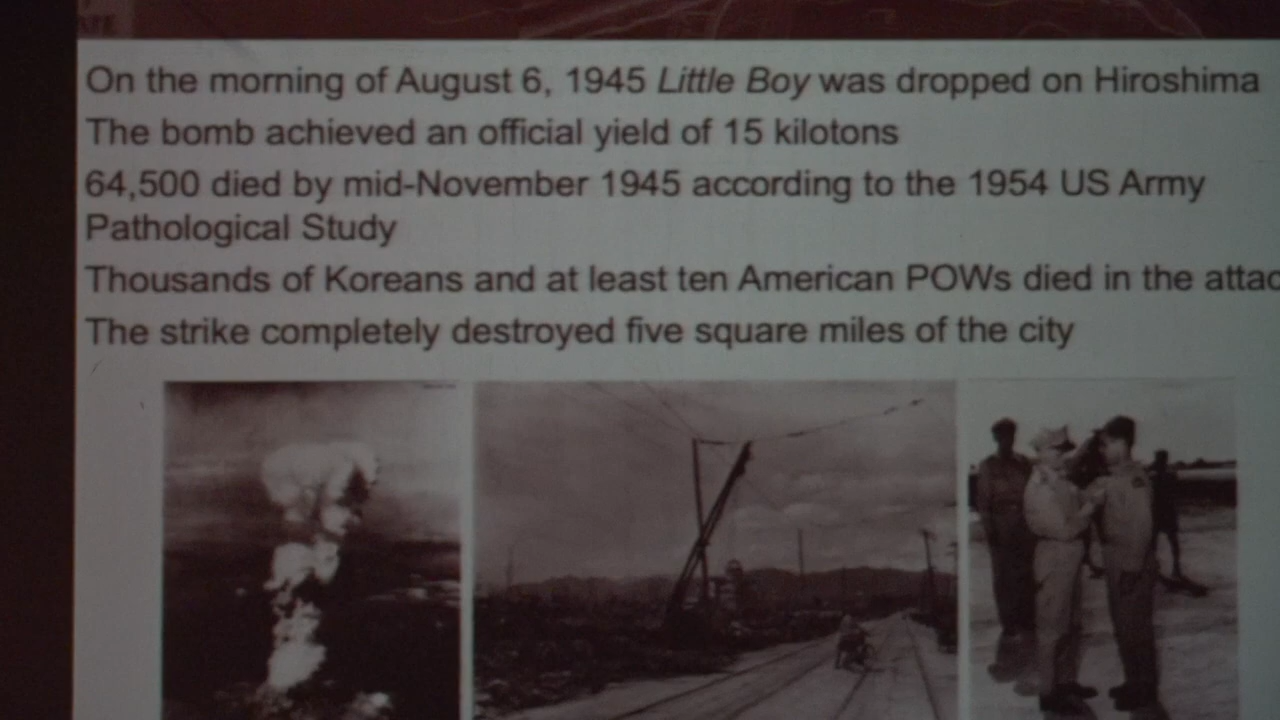 On the morning of August 6, 1945 Little Boy was dropped on Hiroshima
The bomb achieved an official yield of 15 kilotons
64,500 died by mid-November 1945 according to the 1954 US Army
Pathological Study
Thousands of Koreans and at least ten American POWs died in the attac
The strike completely destroyed five square miles of the city